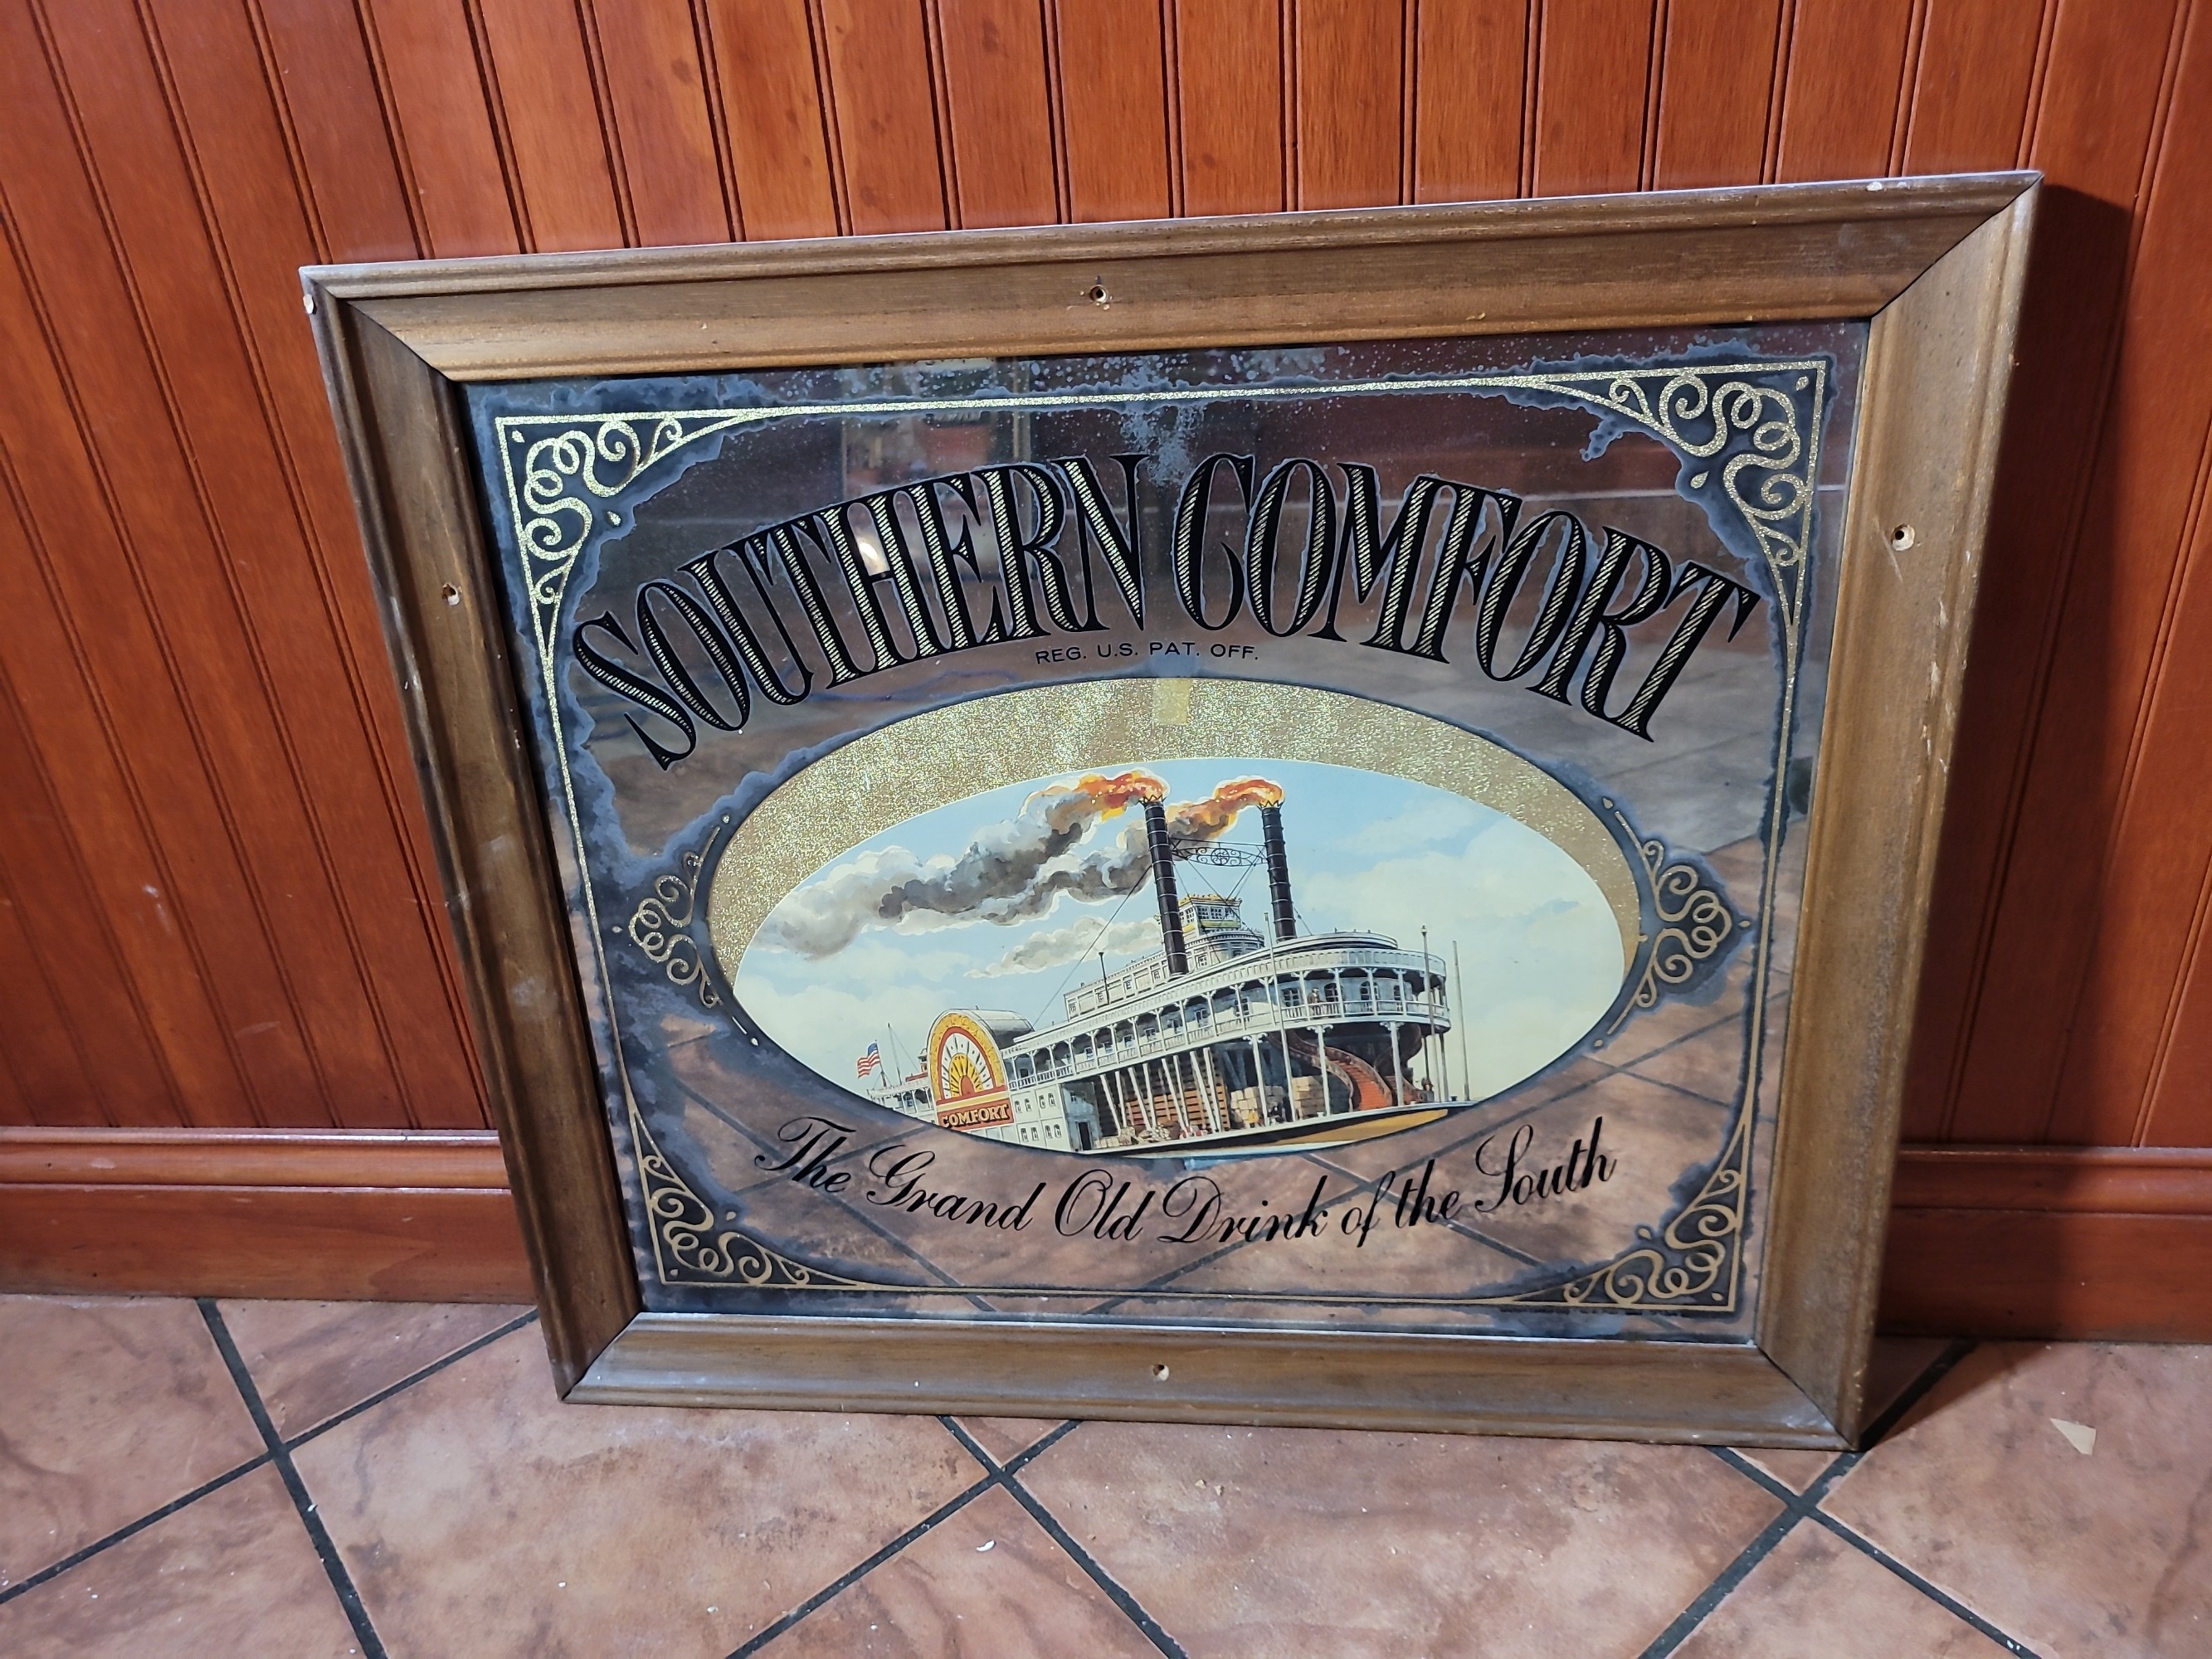 SOUTHERN COMFORT
REG. U.S. PAT. OFF.
COMFORT
The Grand Old Drink of the South